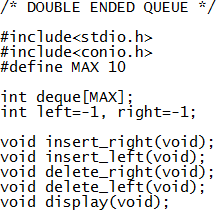 /* DOUBLE ENDED QUEUE */
#include<stdio.h>
#include<conio.h>
#define MAX 10
int deque[MAX];
int left=-1, right=-1;
void insert_right(void);
void insert_left(void);
void delete_right(void);
void delete_left(void);
void display(void);